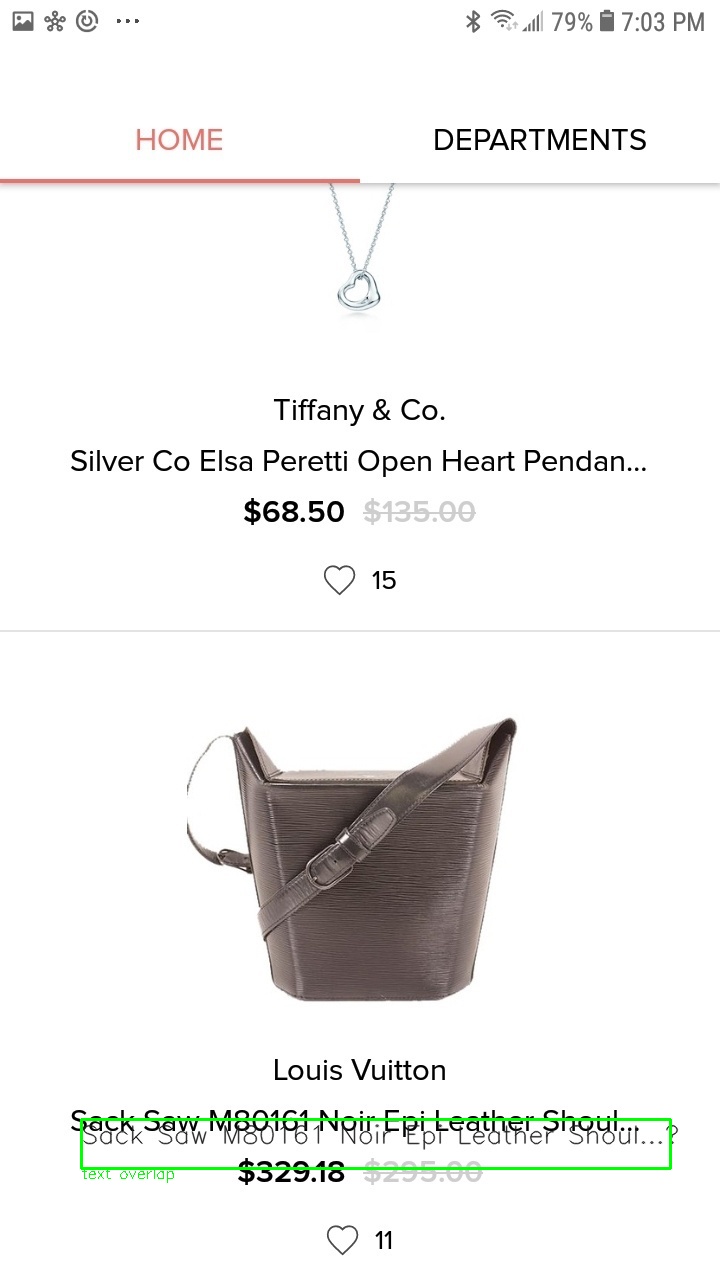 79% 7:03 PM
HOME DEPARTMENTS
Tiffany & Co.
Silver Co Elsa Peretti Open Heart Pendan...
$68.50 $135.00
15
Louis Vuitton
Sack Saw M80161 Noir Epi Leather Shoul...
Sack Saw M80161 Noir Epi Leather Shoul...?
$329.18 $295.00
text overlap
11